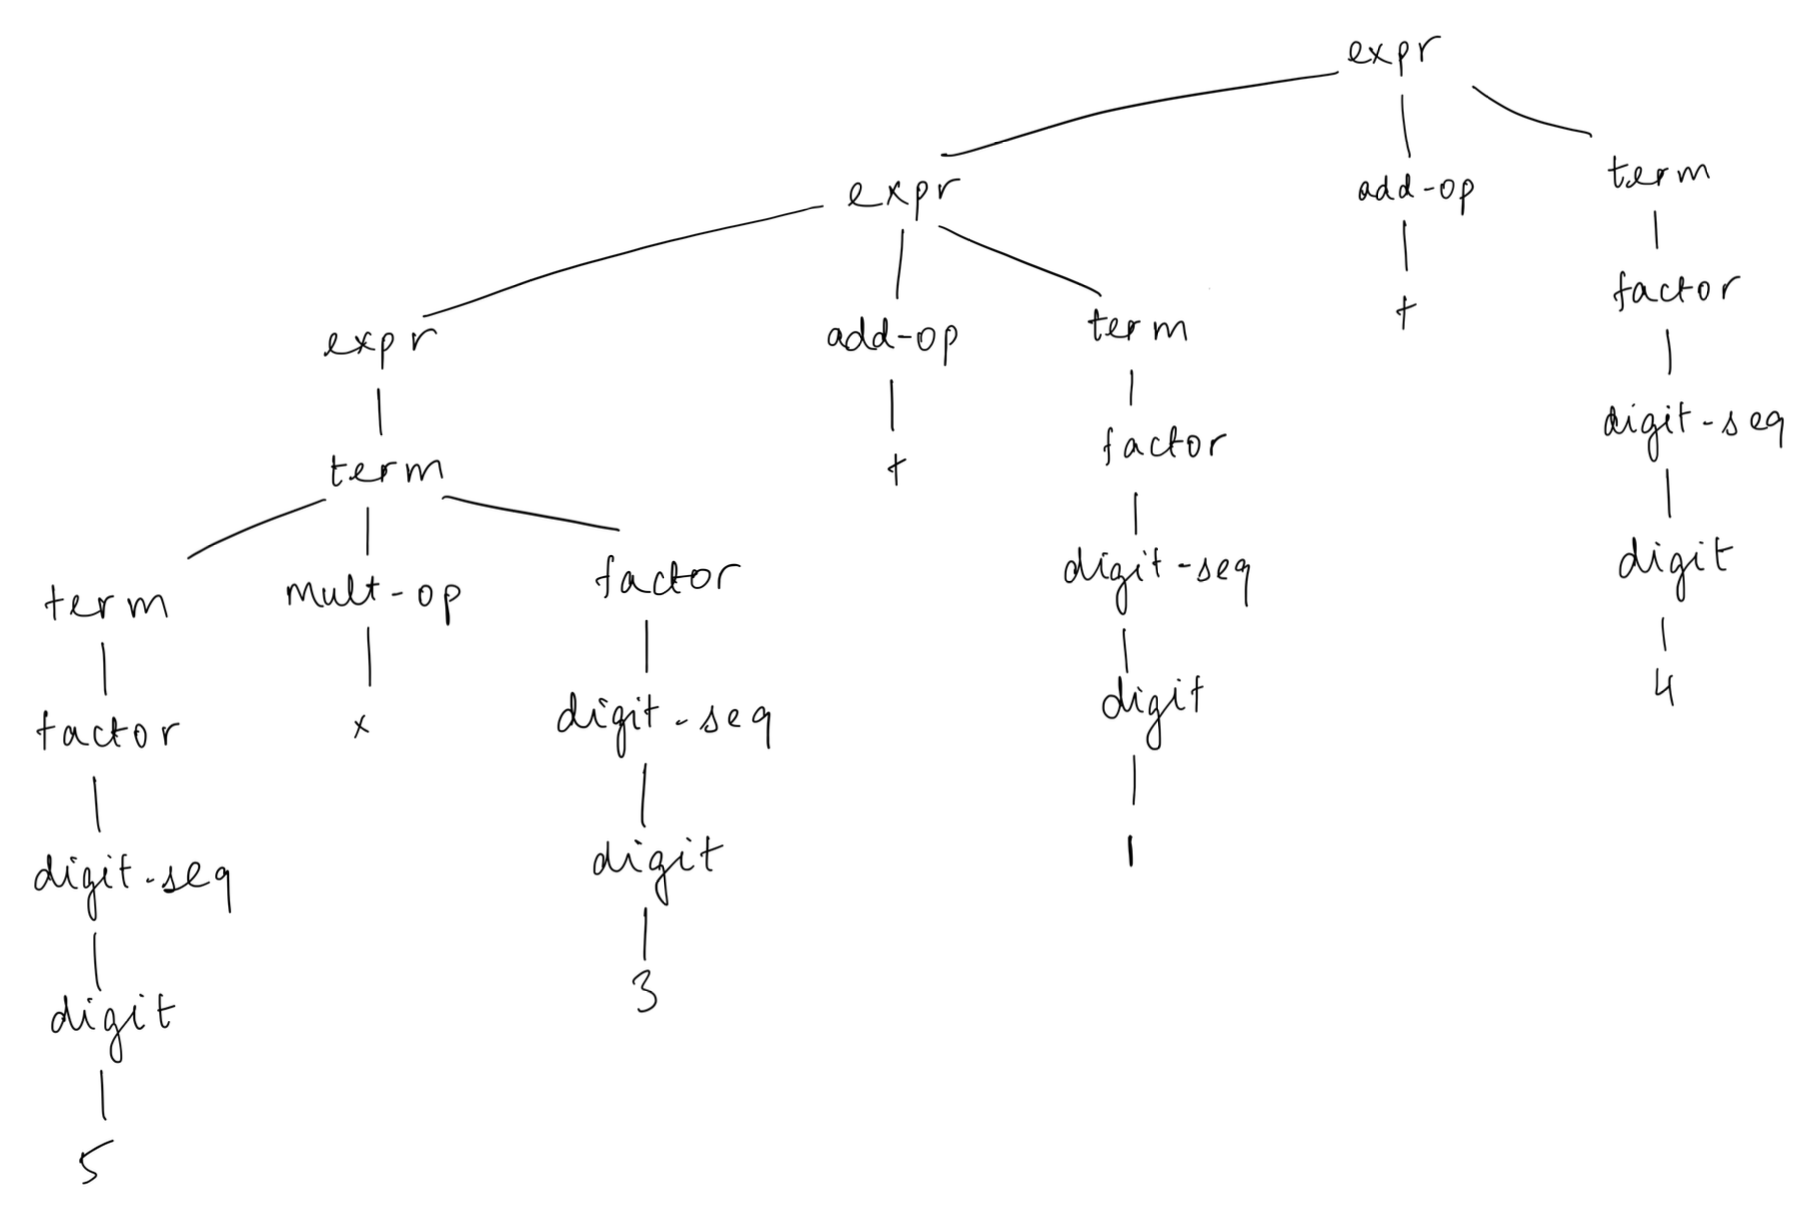 expr
expr add-op term
expr add-op term + factor
term + factor digit-seq
term mult-op factor digit-seq digit
factor x digit-seq digit 4
digit-seq digit 1
digit 3
5